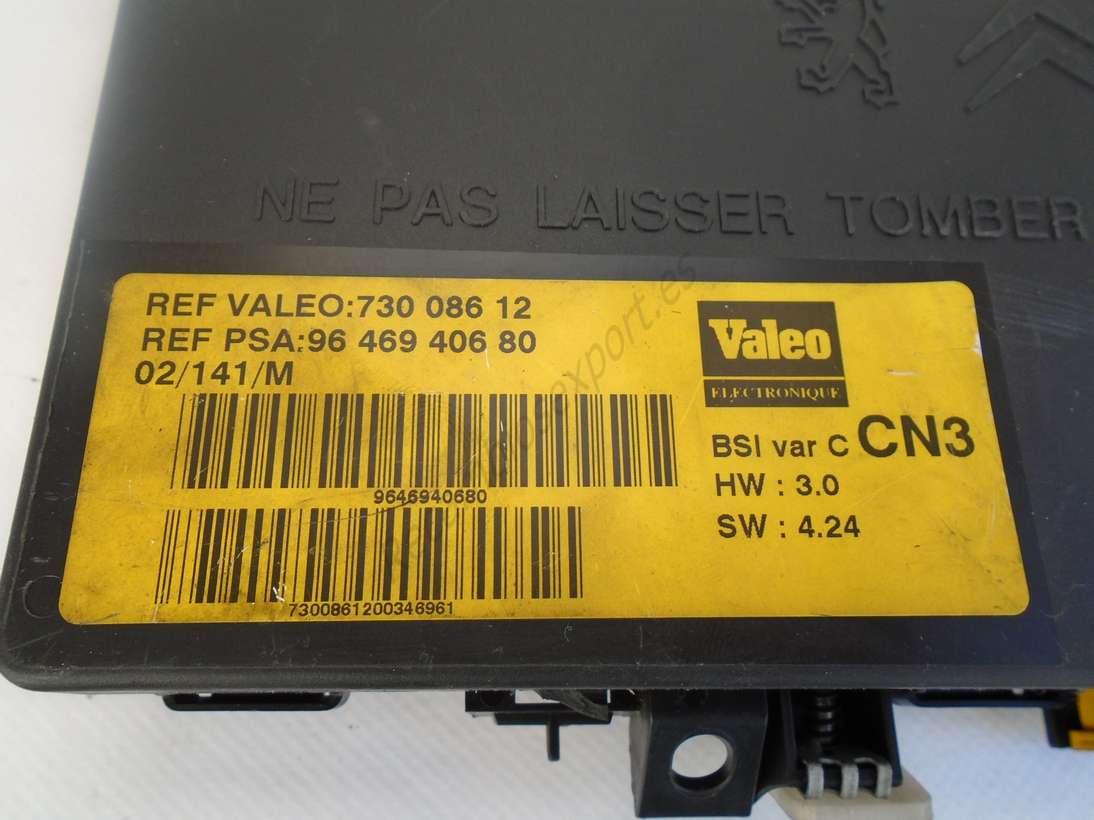 NE PAS LAISSER TOMBER
REF VALEO:730 086 12
REF PSA:96 469 406 80
02/141/M
9646940680
7300861200346961
Valeo
ELECTRONIQUE
BSI var C CN3
HW : 3.0
SW : 4.24